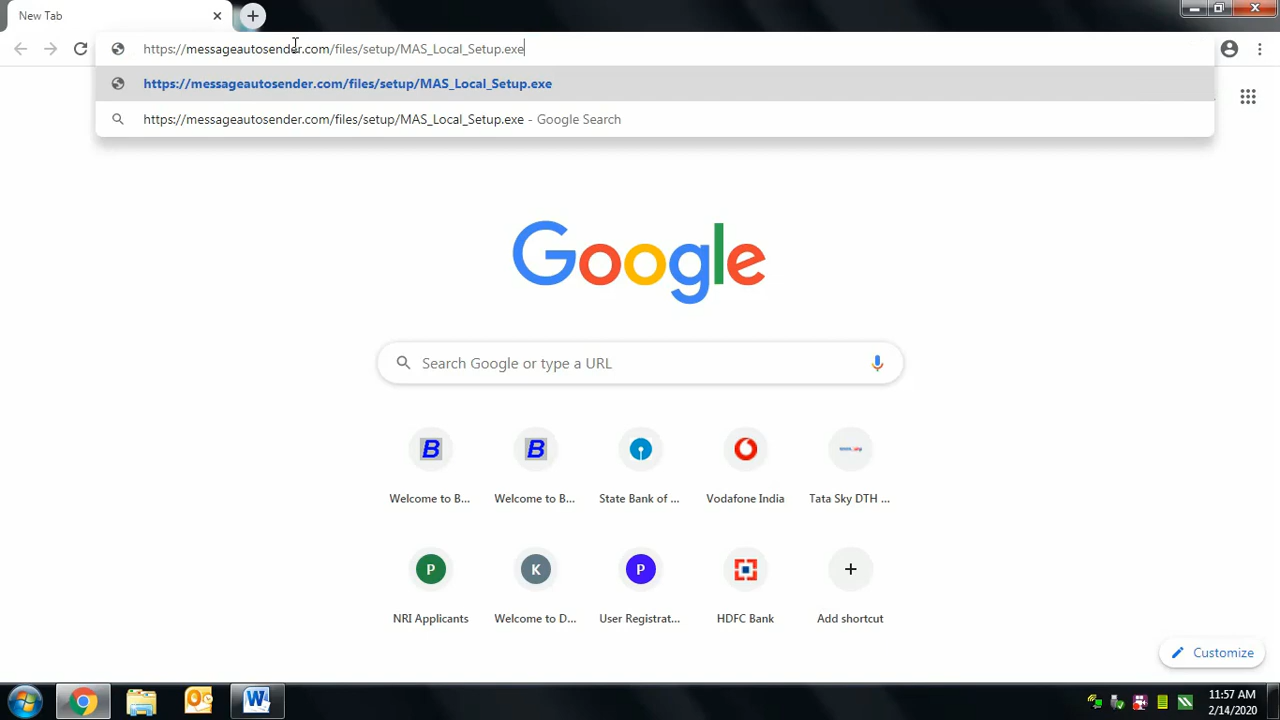 New Tab
https://messageautosender.com/files/setup/MAS_Local_Setup.exe
https://messageautosender.com/files/setup/MAS_Local_Setup.exe
https://messageautosender.com/files/setup/MAS_Local_Setup.exe - Google Search
Google
Search Google or type a URL
B
B
Welcome to B...
Welcome to B...
State Bank of ...
Vodafone India
Tata Sky DTH ...
P
K
P
NRI Applicants
Welcome to D...
User Registrat...
HDFC Bank
Add shortcut
Customize
11:57 AM
2/14/2020